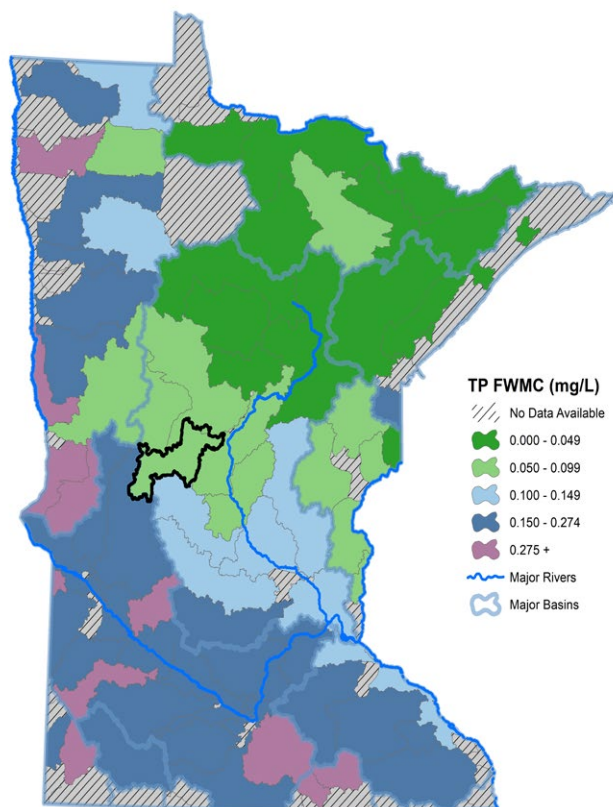 TP FWMC (mg/L)
No Data Available
0.000 - 0.049
0.050 - 0.099
0.100 - 0.149
0.150 - 0.274
0.275 +
Major Rivers
Major Basins